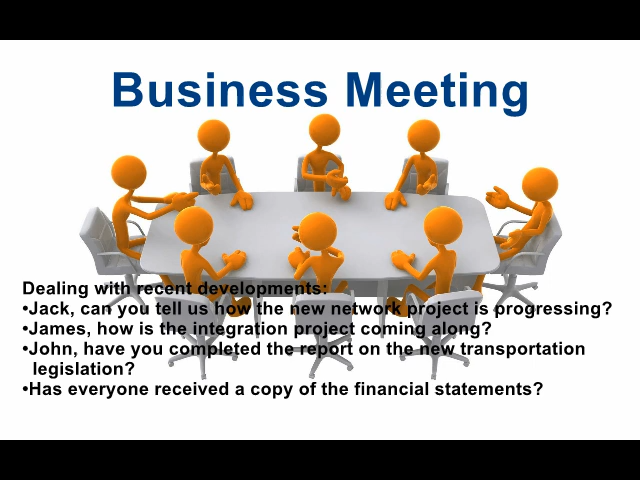 Business Meeting
Dealing with recent developments:
•Jack, can you tell us how the new network project is progressing?
•James, how is the integration project coming along?
•John, have you completed the report on the new transportation
legislation?
•Has everyone received a copy of the financial statements?